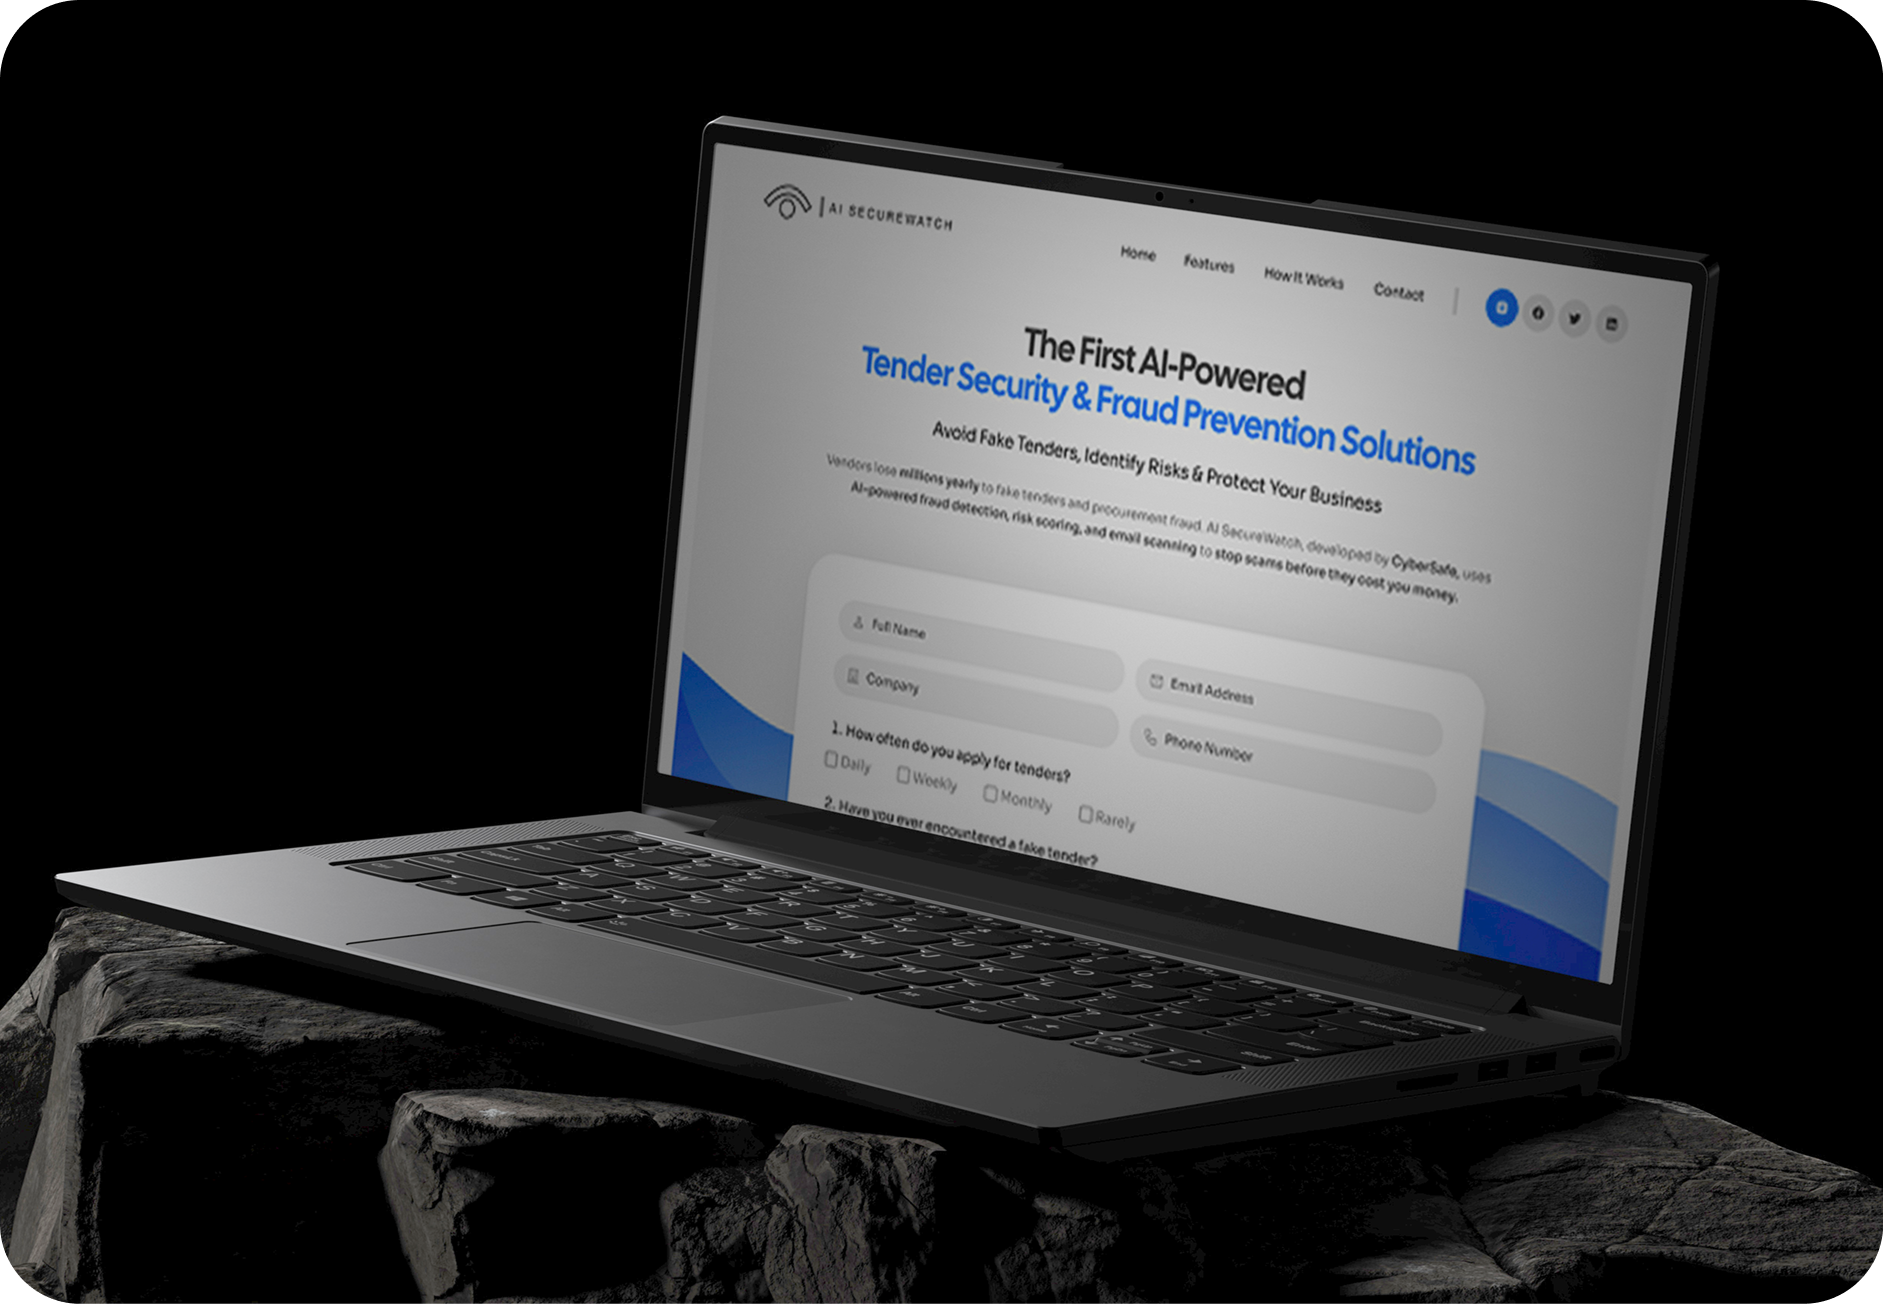 AI SECUREWATCH
Home Features How It Works Contact
The First AI-Powered
Tender Security & Fraud Prevention Solutions
Avoid Fake Tenders, Identify Risks & Protect Your Business
Vendors lose millions yearly to fake tenders and procurement fraud. AI SecureWatch, developed by CyberSafe, uses
AI-powered fraud detection, risk scoring, and email scanning to stop scams before they cost you money.
Full Name
Email Address
Company
Phone Number
1. How often do you apply for tenders?
Daily Weekly Monthly Rarely
2. Have you ever encountered a fake tender?